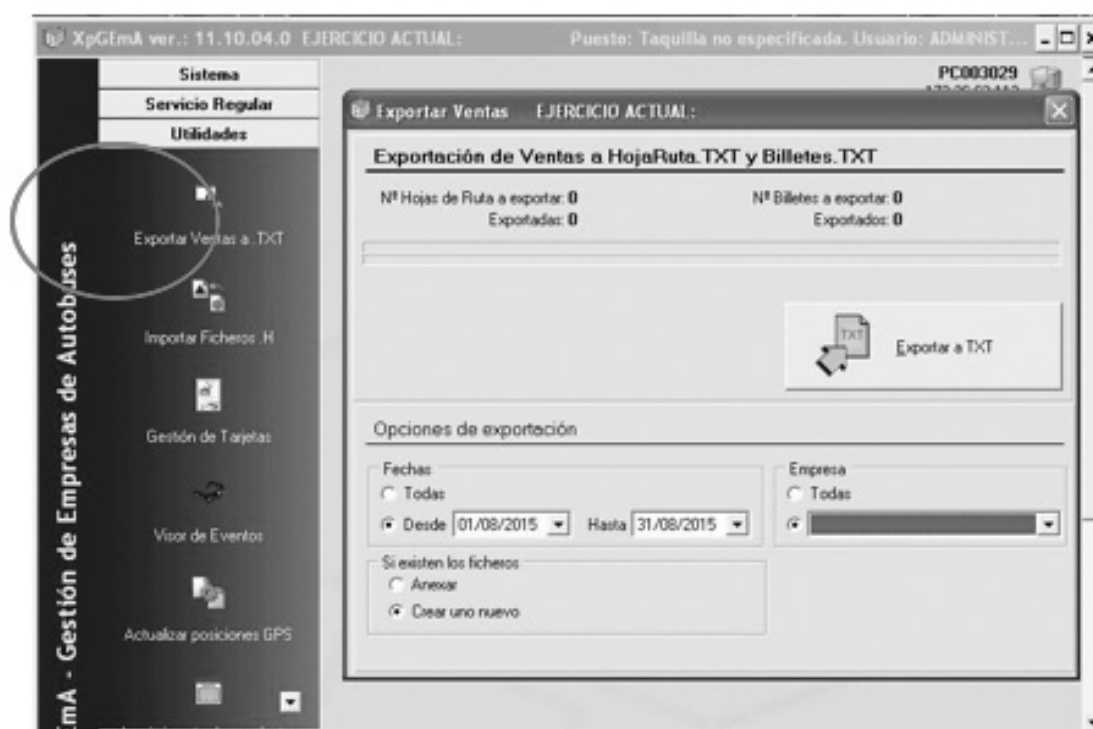 XpGEmA ver.: 11.10.04.0 EJERCICIO ACTUAL: Puesto: Taquilla no especificada. Usuario: ADMINIST...
Sistema
Servicio Regular
Utilidades
PC003029
Exportar Ventas a .TXT
Importar Ficheros .H
Gestión de Tarjetas
Visor de Eventos
Actualizar posiciones GPS
EmA - Gestión de Empresas de Autobuses
Exportar Ventas EJERCICIO ACTUAL:
Exportación de Ventas a HojaRuta.TXT y Billetes.TXT
Nº Hojas de Ruta a exportar: 0 Nº Billetes a exportar: 0
Exportadas: 0 Exportados: 0
TXT
Exportar a TXT
Opciones de exportación
Fechas
Todas
Desde 01/08/2015 Hasta 31/08/2015
Empresa
Todas
Si existen los ficheros
Anexar
Crear uno nuevo